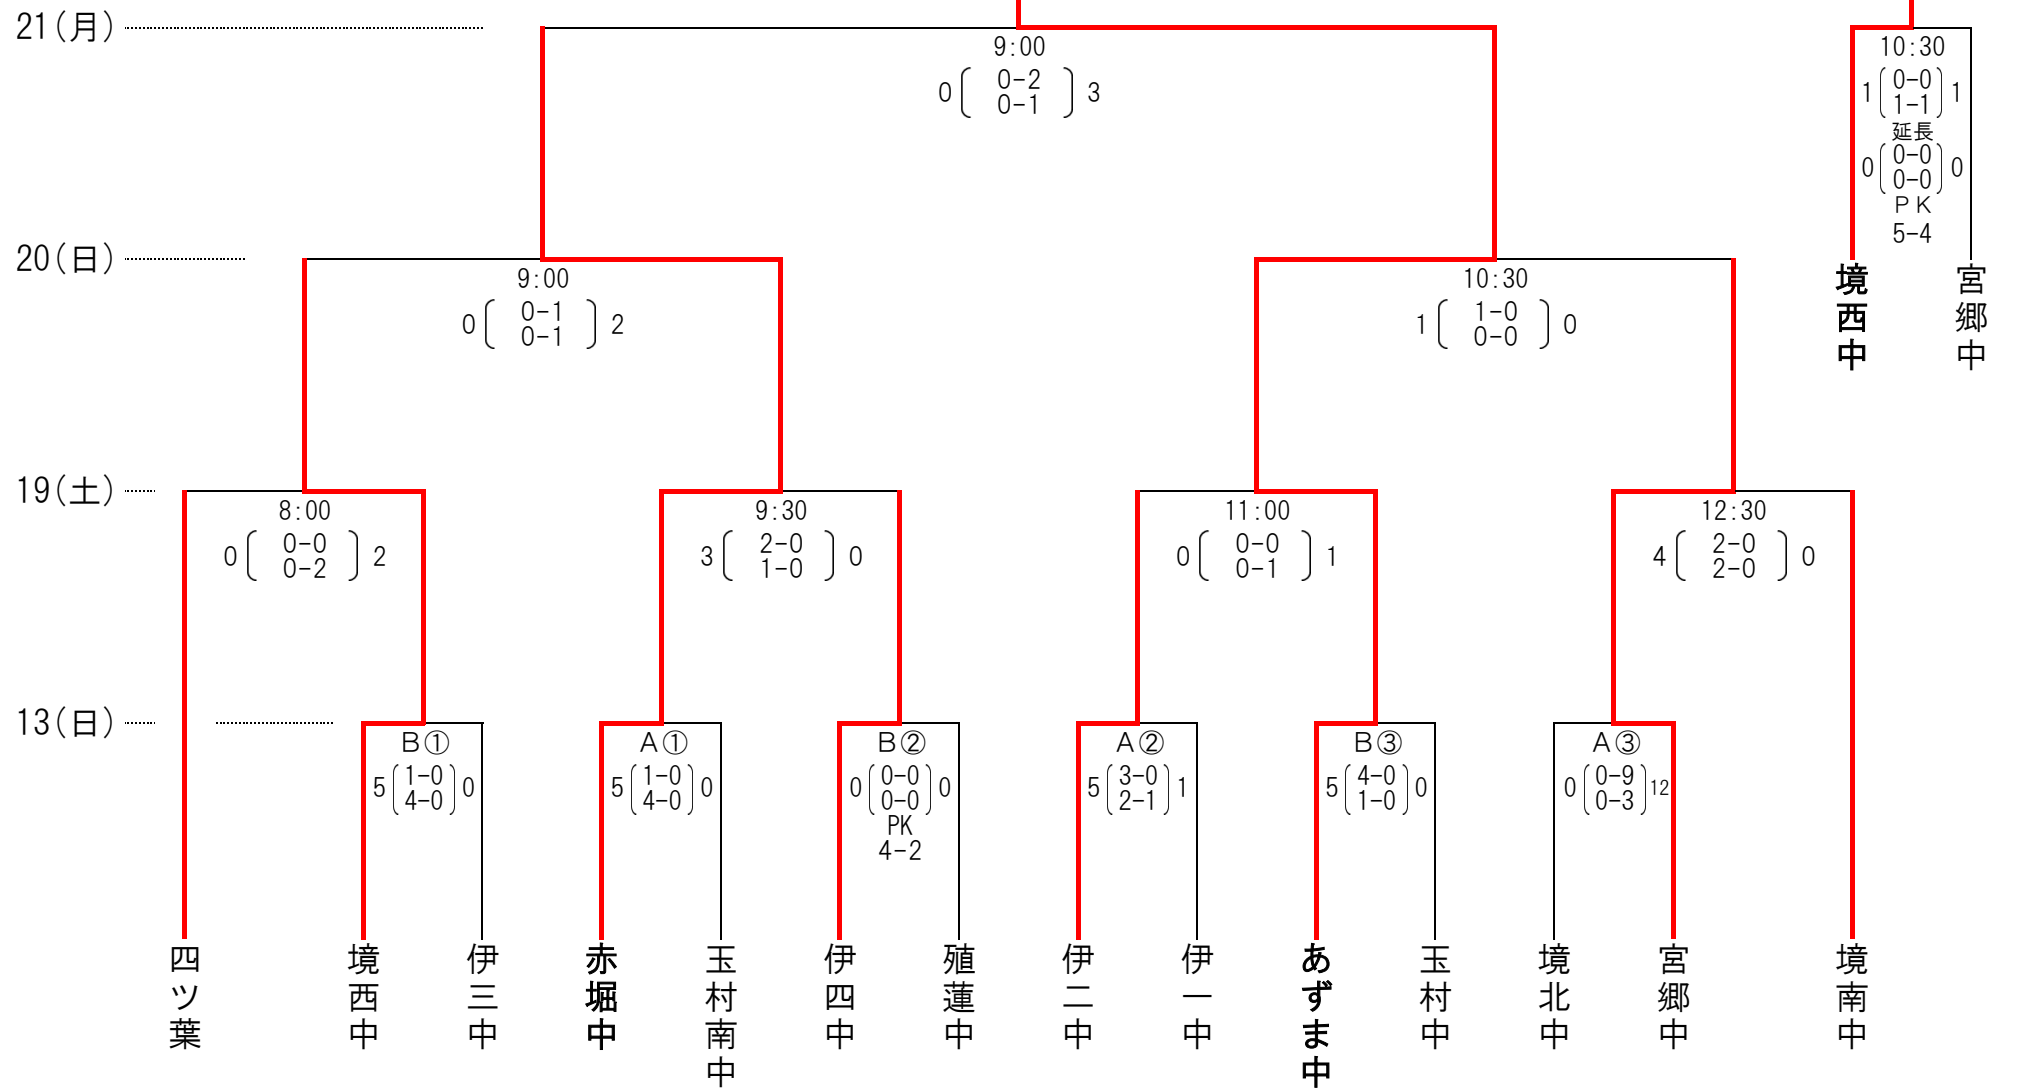 21(月)
9:00
0 0-2 3
0-1
10:30
1 0-0 1
1-1
延長
0 0-0 0
0-0
PK
5-4
境西中
宮郷中
20(日)
9:00
0 0-1 2
0-1
10:30
1 1-0 0
0-0
19(土)
8:00
0 0-0 2
0-2
9:30
3 2-0 0
1-0
11:00
0 0-0 1
0-1
12:30
4 2-0 0
2-0
13(日)
B①
5 1-0 0
4-0
A①
5 1-0 0
4-0
B②
0 0-0 0
0-0
PK
4-2
A②
5 3-0 1
2-1
B③
5 4-0 0
1-0
A③
0 0-9 12
0-3
四ツ葉
境西中
伊三中
赤堀中
玉村南中
伊四中
殖蓮中
伊二中
伊一中
あずま中
玉村中
境北中
宮郷中
境南中